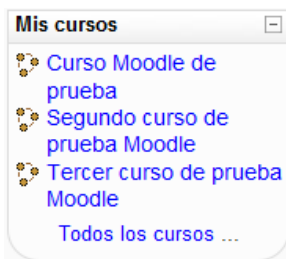 Mis cursos
Curso Moodle de
prueba
Segundo curso de
prueba Moodle
Tercer curso de prueba
Moodle
Todos los cursos ...